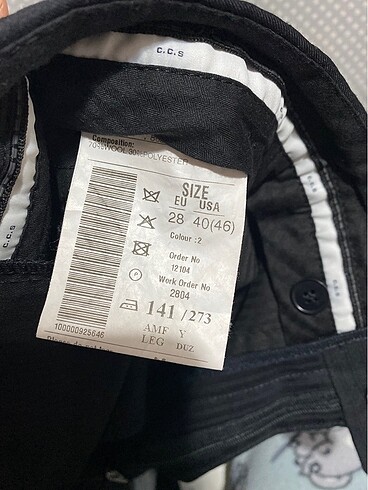 C.C.S
Composition:
70%WOOL 30%POLYESTER
SIZE
EU USA
28 40(46)
Colour :2
Order No
12104
P
Work Order No
2804
141 /273
AMF Y
LEG DUZ
100000925646
C.C.S
C.C.S
C.C.S